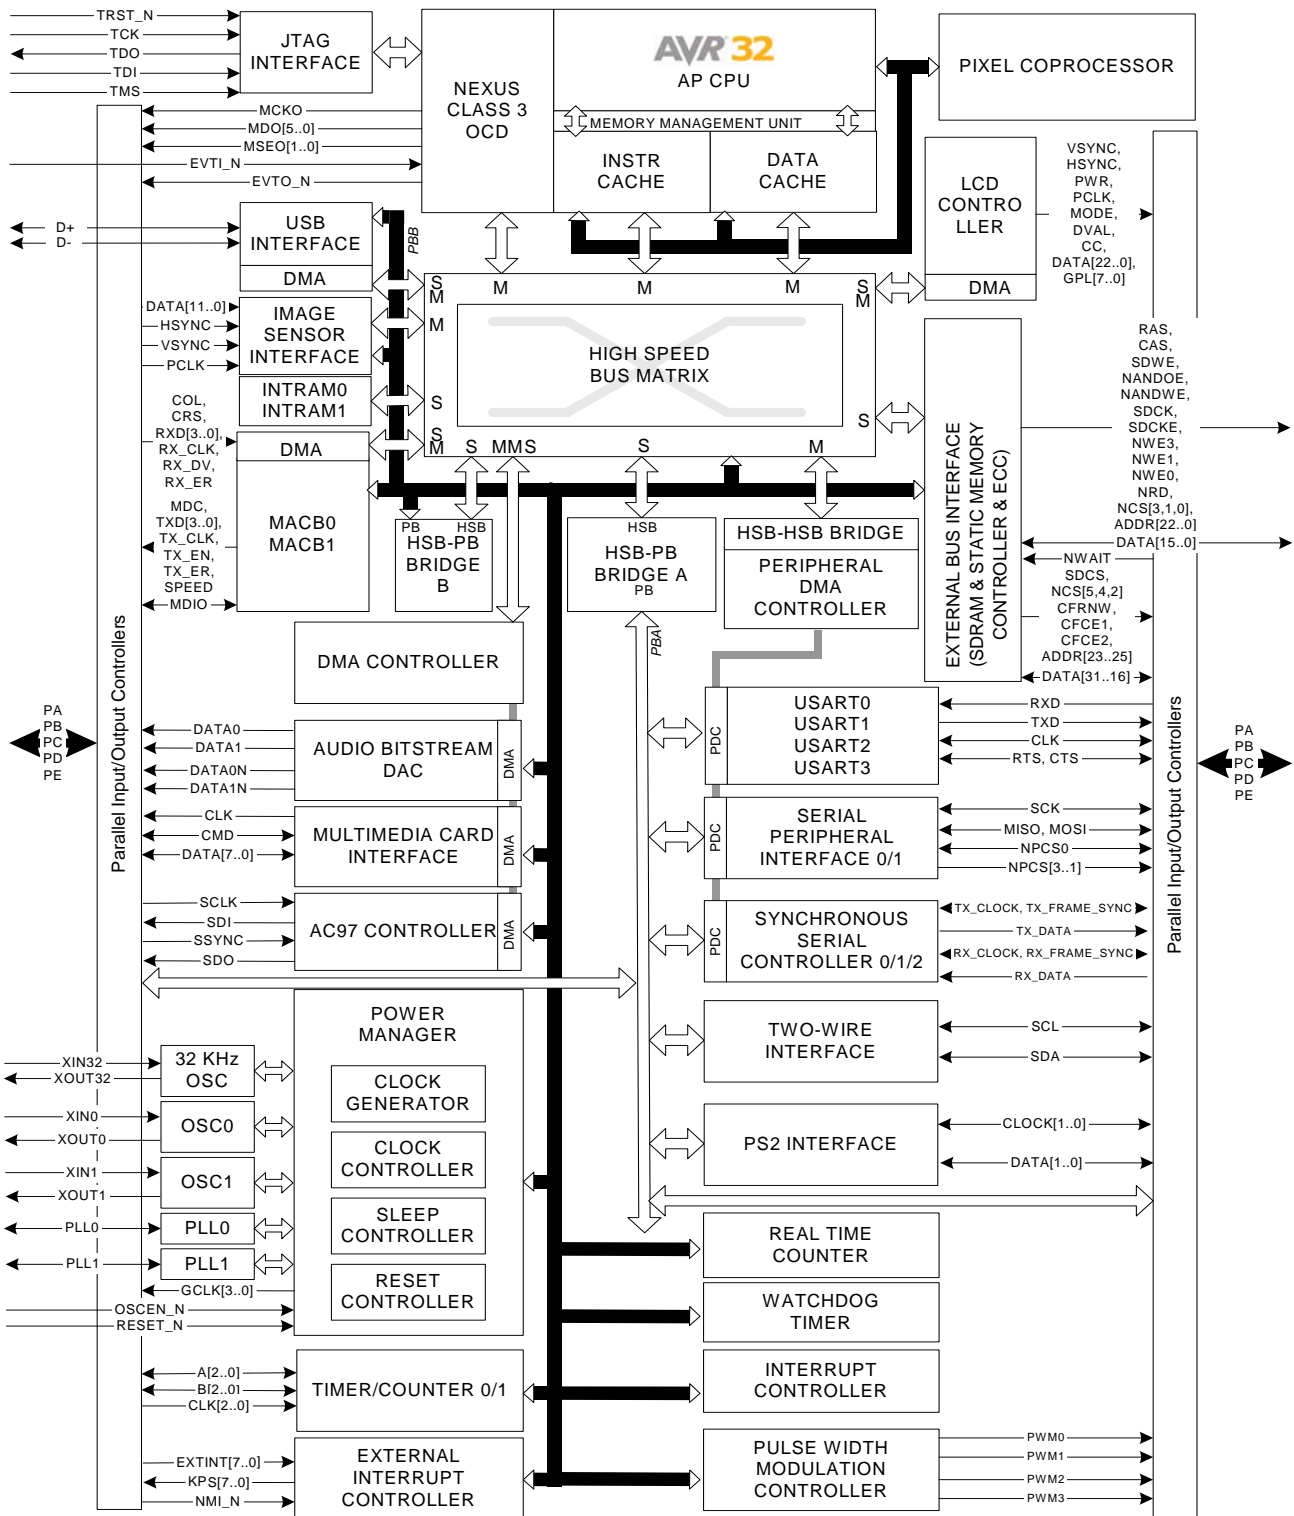 TRST_N
TCK
TDO
TDI
TMS
JTAG
INTERFACE
NEXUS
CLASS 3
OCD
AVR 32
AP CPU
MEMORY MANAGEMENT UNIT
INSTR
CACHE
DATA
CACHE
PIXEL COPROCESSOR
MCKO
MDO[5..0]
MSEO[1..0]
EVTI_N
EVTO_N
D+
D-
USB
INTERFACE
DMA
PBB
LCD
CONTRO
LLER
DMA
VSYNC,
HSYNC,
PWR,
PCLK,
MODE,
DVAL,
CC,
DATA[22..0],
GPL[7..0]
DATA[11..0]
HSYNC
VSYNC
PCLK
IMAGE
SENSOR
INTERFACE
INTRAM0
INTRAM1
S
M
M
M
M
M
S
M
HIGH SPEED
BUS MATRIX
S
S
M
S
MM S
S
M
S
COL,
CRS,
RXD[3..0],
RX_CLK,
RX_DV,
RX_ER
MDC,
TXD[3..0],
TX_CLK,
TX_EN,
TX_ER,
SPEED
MDIO
DMA
MACB0
MACB1
PB
HSB
HSB-PB
BRIDGE
B
HSB
HSB-PB
BRIDGE A
PB
PBA
HSB-HSB BRIDGE
PERIPHERAL
DMA
CONTROLLER
EXTERNAL BUS INTERFACE
(SDRAM & STATIC MEMORY
CONTROLLER & ECC)
RAS,
CAS,
SDWE,
NANDOE,
NANDWE,
SDCK,
SDCKE,
NWE3,
NWE1,
NWE0,
NRD,
NCS[3,1,0],
ADDR[22..0]
DATA[15..0]
NWAIT
SDCS,
NCS[5,4,2]
CFRNW,
CFCE1,
CFCE2,
ADDR[23..25]
DATA[31..16]
Parallel Input/Output Controllers
PA
PB
PC
PD
PE
DMA CONTROLLER
DATA0
DATA1
DATA0N
DATA1N
AUDIO BITSTREAM
DAC
DMA
CLK
CMD
DATA[7..0]
MULTIMEDIA CARD
INTERFACE
DMA
SCLK
SDI
SSYNC
SDO
AC97 CONTROLLER
DMA
PDC
USART0
USART1
USART2
USART3
RXD
TXD
CLK
RTS, CTS
PDC
SERIAL
PERIPHERAL
INTERFACE 0/1
SCK
MISO, MOSI
NPCS0
NPCS[3..1]
PDC
SYNCHRONOUS
SERIAL
CONTROLLER 0/1/2
TX_CLOCK, TX_FRAME_SYNC
TX_DATA
RX_CLOCK, RX_FRAME_SYNC
RX_DATA
Parallel Input/Output Controllers
PA
PB
PC
PD
PE
TWO-WIRE
INTERFACE
SCL
SDA
PS2 INTERFACE
CLOCK[1..0]
DATA[1..0]
POWER
MANAGER
CLOCK
GENERATOR
CLOCK
CONTROLLER
SLEEP
CONTROLLER
RESET
CONTROLLER
XIN32
XOUT32
32 KHz
OSC
XIN0
XOUT0
OSC0
XIN1
XOUT1
OSC1
PLL0
PLL0
PLL1
PLL1
GCLK[3..0]
OSCEN_N
RESET_N
REAL TIME
COUNTER
WATCHDOG
TIMER
A[2..0]
B[2..0]
CLK[2..0]
TIMER/COUNTER 0/1
INTERRUPT
CONTROLLER
EXTINT[7..0]
KPS[7..0]
NMI_N
EXTERNAL
INTERRUPT
CONTROLLER
PULSE WIDTH
MODULATION
CONTROLLER
PWM0
PWM1
PWM2
PWM3